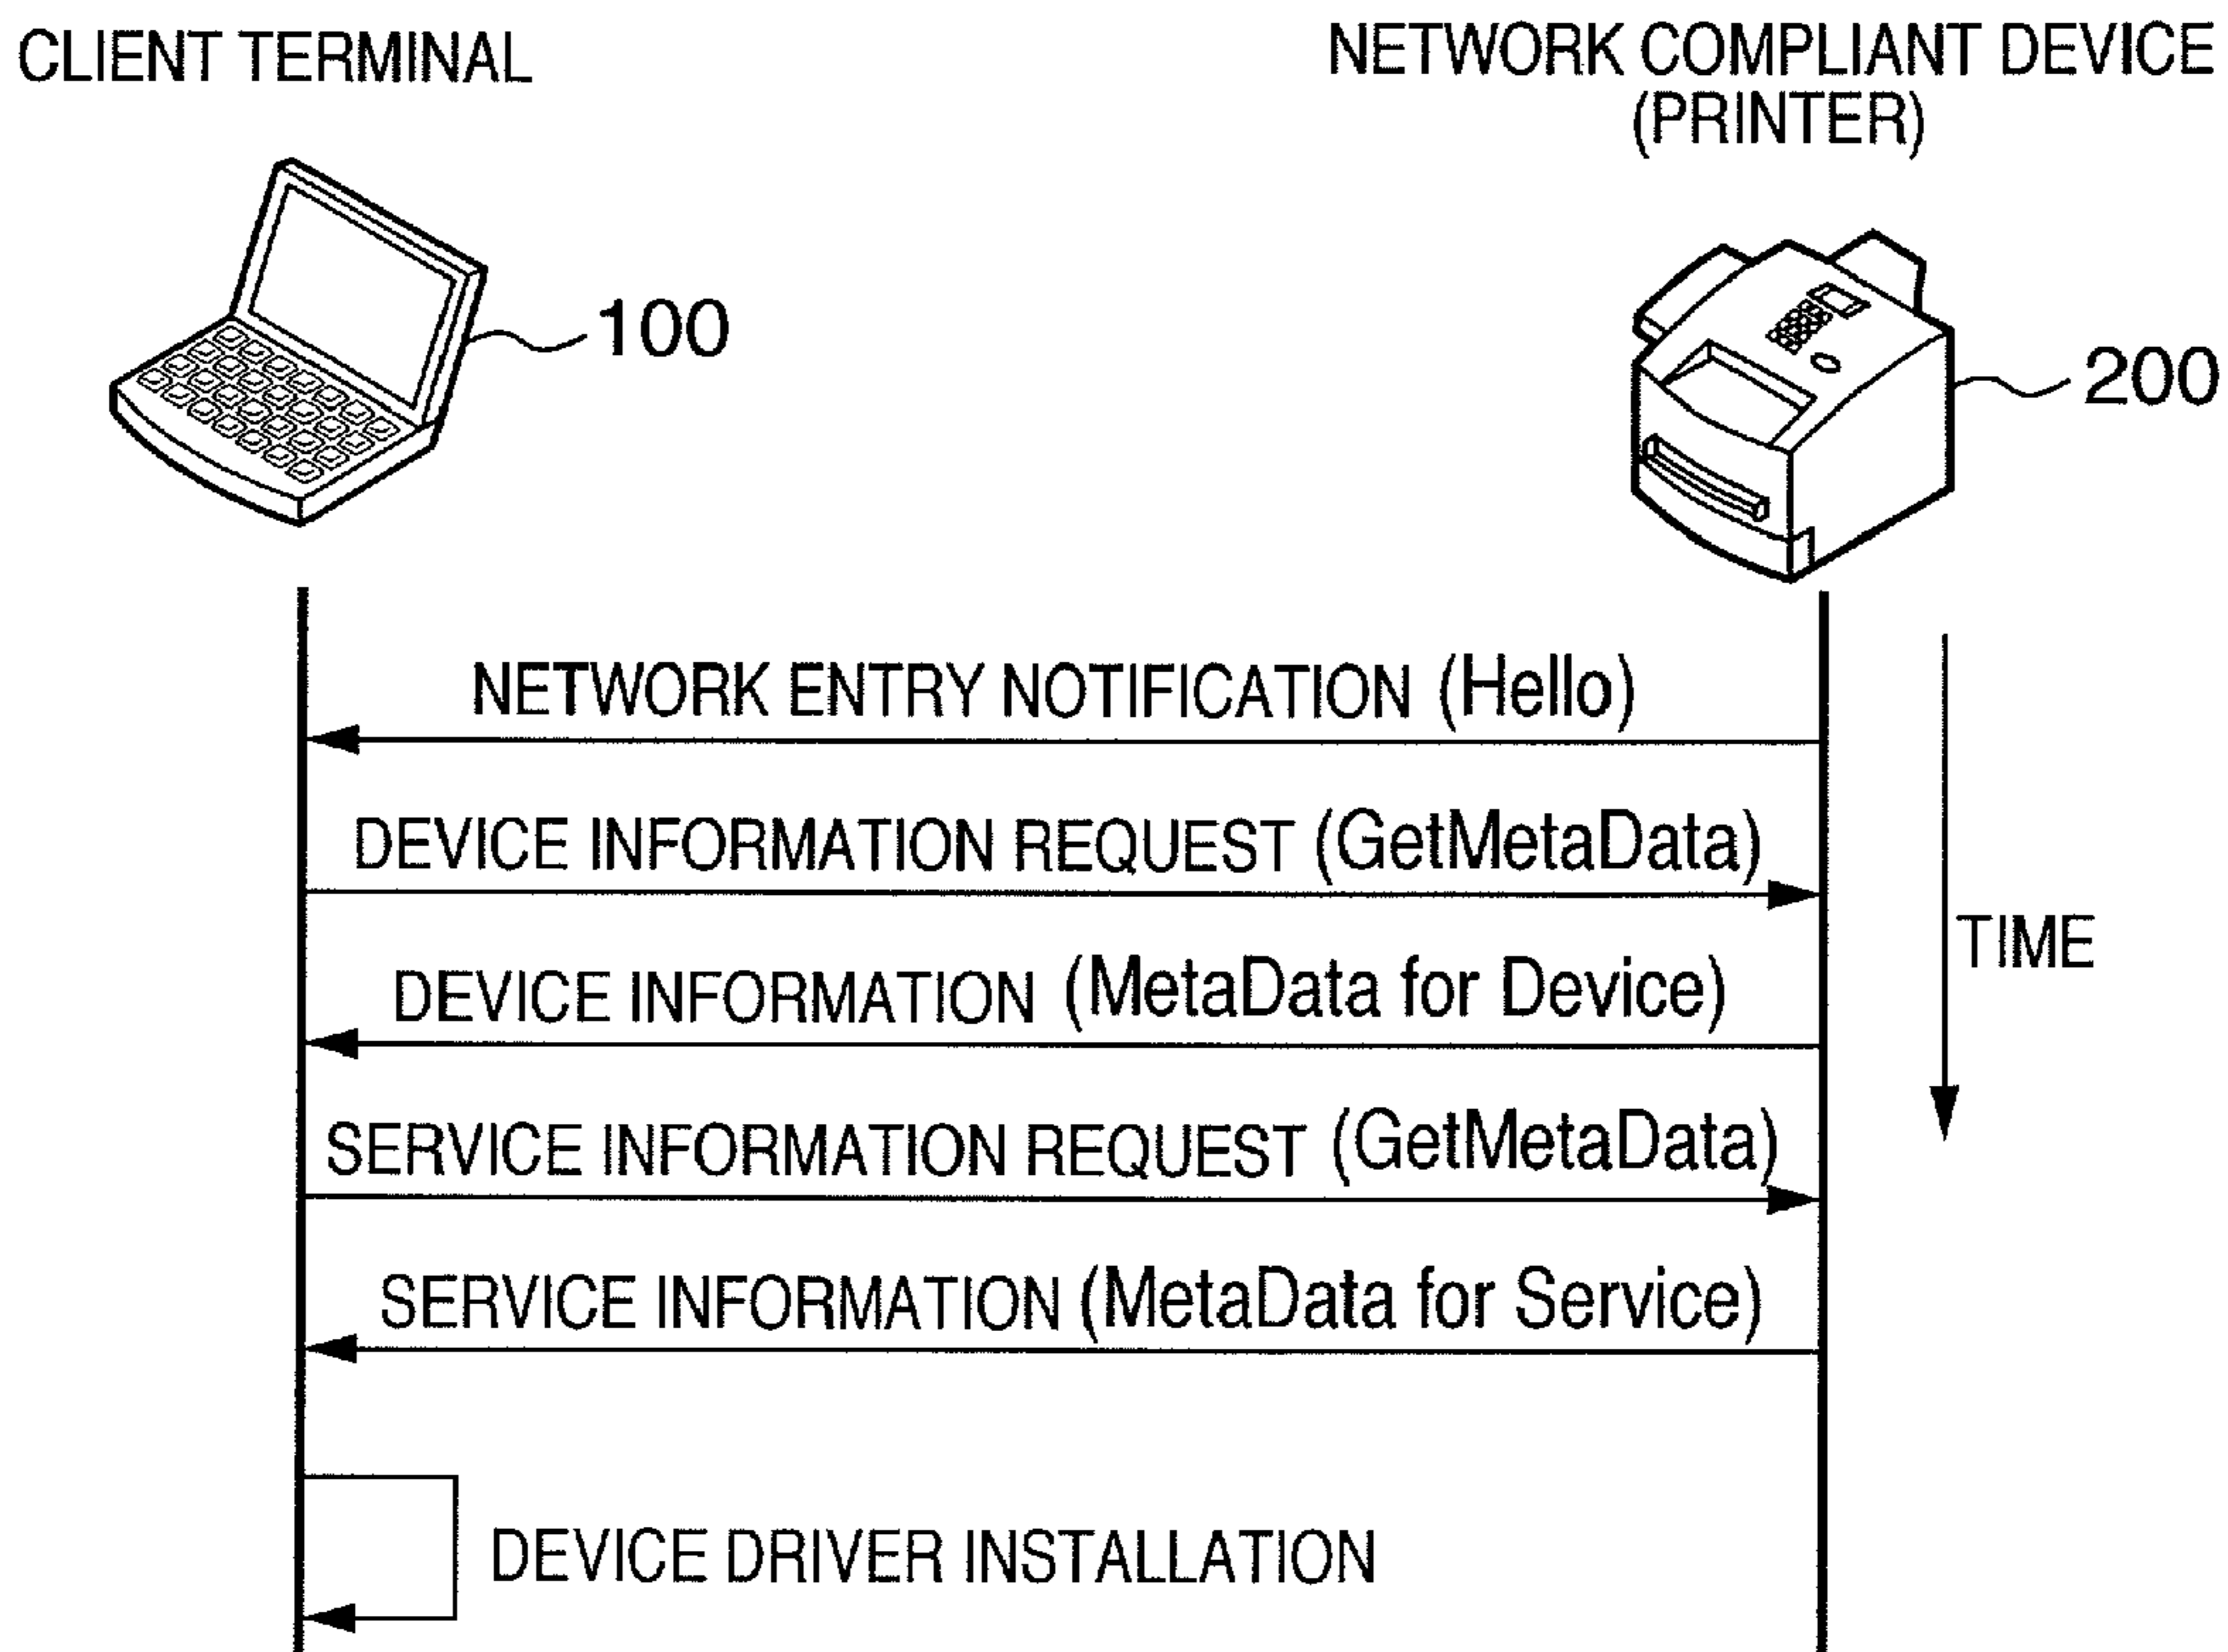 CLIENT TERMINAL
NETWORK COMPLIANT DEVICE
(PRINTER)
100
200
NETWORK ENTRY NOTIFICATION (Hello)
DEVICE INFORMATION REQUEST (GetMetaData)
TIME
DEVICE INFORMATION (MetaData for Device)
SERVICE INFORMATION REQUEST (GetMetaData)
SERVICE INFORMATION (MetaData for Service)
DEVICE DRIVER INSTALLATION